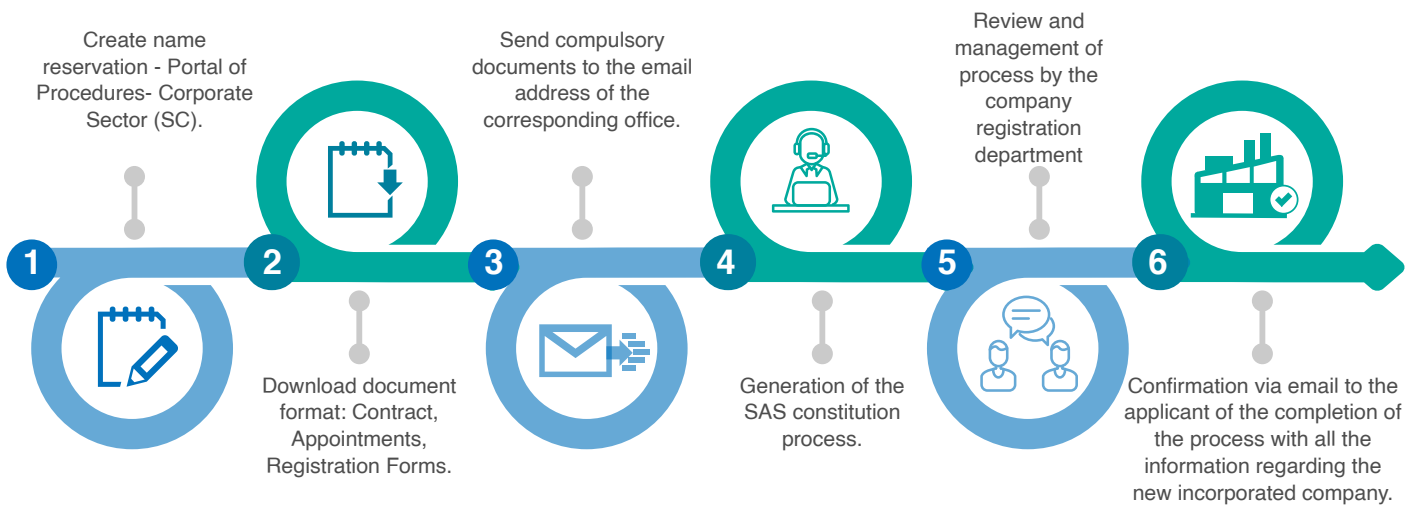 1
Create name
reservation - Portal of
Procedures- Corporate
Sector (SC).
2
Download document
format: Contract,
Appointments,
Registration Forms.
3
Send compulsory
documents to the email
address of the
corresponding office.
4
Generation of the
SAS constitution
process.
5
Review and
management of
process by the
company
registration
department
6
Confirmation via email to the
applicant of the completion of
the process with all the
information regarding the
new incorporated company.